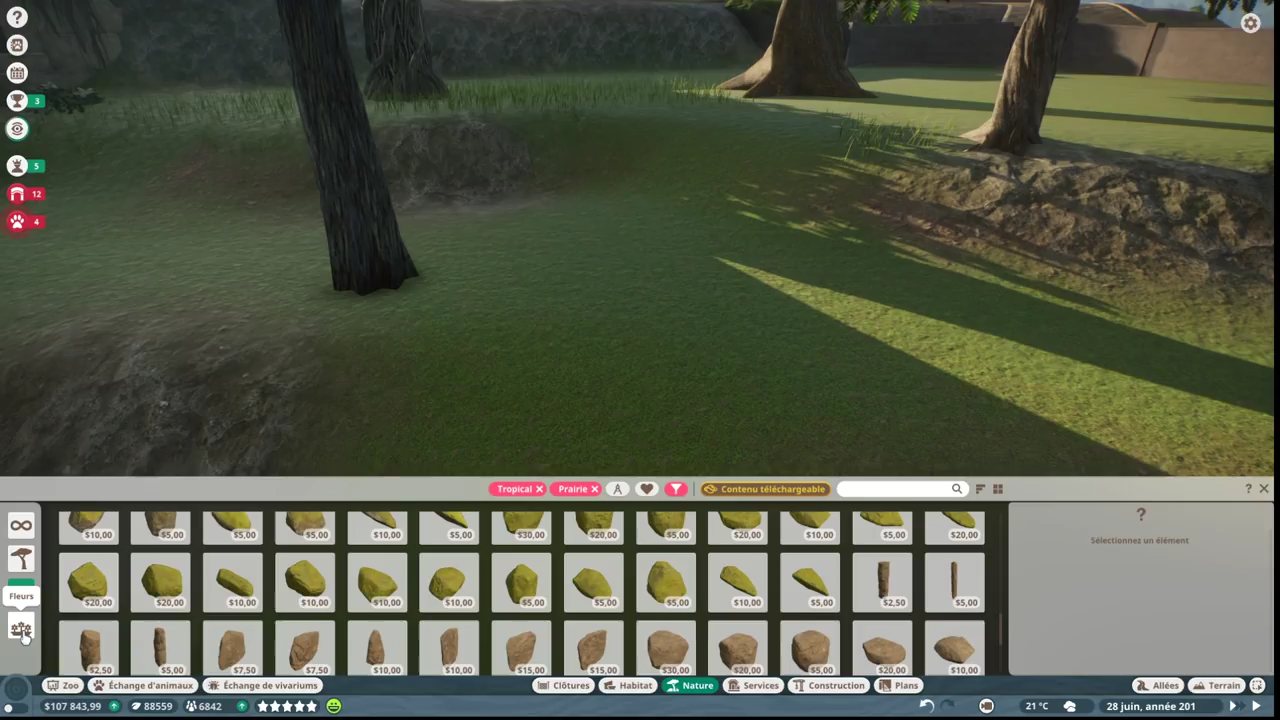 ?
3
5
12
4
Tropical × Prairie × Contenu téléchargeable ? ×
$10,00 $5,00 $5,00 $5,00 $10,00 $5,00 $30,00 $20,00 $5,00 $20,00 $10,00 $5,00 $20,00
?
Sélectionnez un élément
$20,00 $20,00 $10,00 $10,00 $10,00 $10,00 $5,00 $5,00 $5,00 $10,00 $5,00 $2,50 $5,00
Fleurs
$2,50 $5,00 $7,50 $7,50 $10,00 $10,00 $15,00 $15,00 $30,00 $20,00 $5,00 $20,00 $10,00
Zoo Échange d'animaux Échange de vivariums Clôtures Habitat Nature Services Construction Plans Allées Terrain
$107 843,99 88559 6842 21 °C 28 juin, année 201